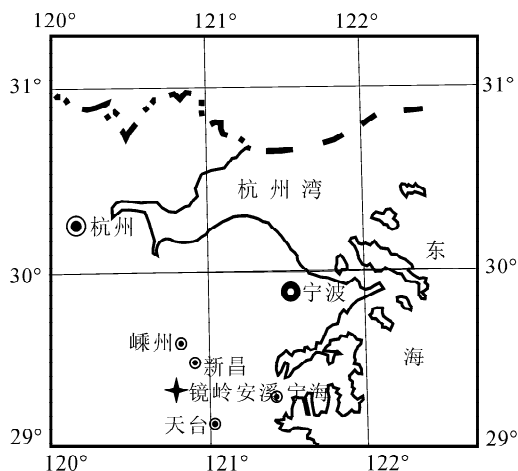 120° 121° 122°
31° 31°
杭州湾
杭州
东
30° 30°
宁波
嵊州
海
新昌
镜岭安溪 宁海
天台
29° 29°
120° 121° 122°